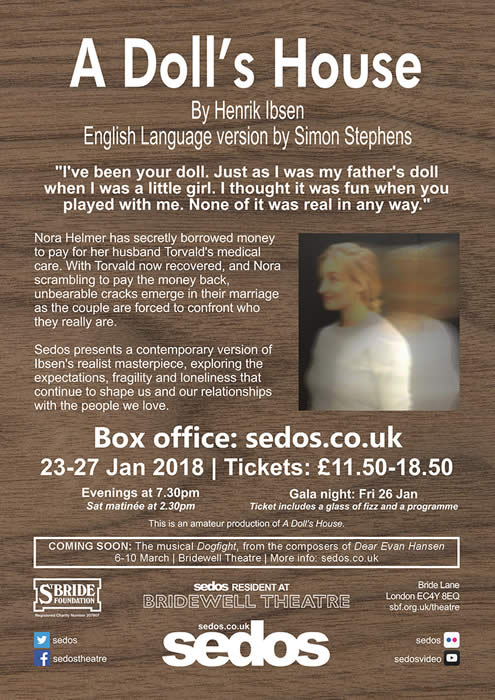 A Doll's House
By Henrik Ibsen
English Language version by Simon Stephens
"I've been your doll. Just as I was my father's doll
when I was a little girl. I thought it was fun when you
played with me. None of it was real in any way."
Nora Helmer has secretly borrowed money
to pay for her husband Torvald's medical
care. With Torvald now recovered, and Nora
scrambling to pay the money back,
unbearable cracks emerge in their marriage
as the couple are forced to confront who
they really are.
Sedos presents a contemporary version of
Ibsen's realist masterpiece, exploring the
expectations, fragility and loneliness that
continue to shape us and our relationships
with the people we love.
Box office: sedos.co.uk
23-27 Jan 2018 | Tickets: £11.50-18.50
Evenings at 7.30pm
Sat matinée at 2.30pm
Gala night: Fri 26 Jan
Ticket includes a glass of fizz and a programme
This is an amateur production of A Doll's House.
COMING SOON: The musical Dogfight, from the composers of Dear Evan Hansen
6-10 March | Bridewell Theatre | More info: sedos.co.uk
ST BRIDE
FOUNDATION
Registered Charity Number: 207607
sedos RESIDENT AT
BRIDEWELL THEATRE
Bride Lane
London EC4Y 8EQ
sbf.org.uk/theatre
sedos.co.uk
sedos
sedos
sedostheatre
sedos
sedosvideo